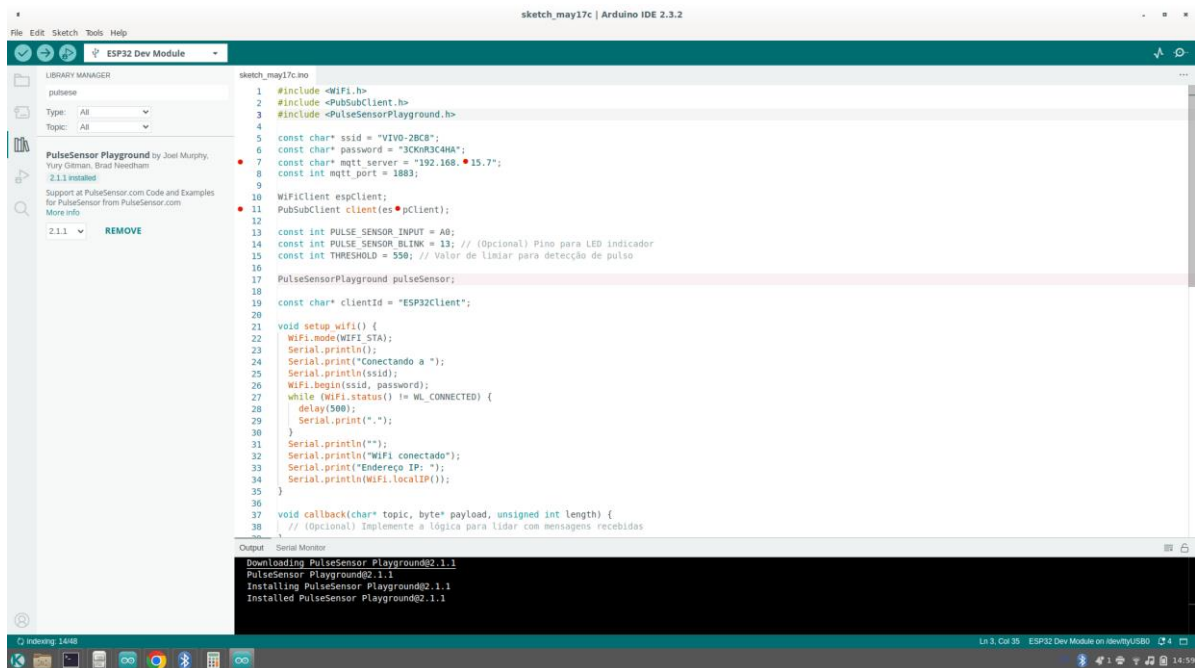 sketch_may17c | Arduino IDE 2.3.2
File Edit Sketch Tools Help
ESP32 Dev Module
LIBRARY MANAGER
pulsese
Type: All
Topic: All
PulseSensor Playground by Joel Murphy,
Yury Gitman, Brad Needham
2.1.1 installed
Support at PulseSensor.com Code and Examples
for PulseSensor from PulseSensor.com
More info
2.1.1 REMOVE
sketch_may17c.ino
1 #include <WiFi.h>
2 #include <PubSubClient.h>
3 #include <PulseSensorPlayground.h>
4
5 const char* ssid = "VIVO-2BC8";
6 const char* password = "3CKnR3C4HA";
7 const char* mqtt_server = "192.168.15.7";
8 const int mqtt_port = 1883;
9
10 WiFiClient espClient;
11 PubSubClient client(espClient);
12
13 const int PULSE_SENSOR_INPUT = A0;
14 const int PULSE_SENSOR_BLINK = 13; // (Opcional) Pino para LED indicador
15 const int THRESHOLD = 550; // Valor de limiar para detecção de pulso
16
17 PulseSensorPlayground pulseSensor;
18
19 const char* clientId = "ESP32Client";
20
21 void setup_wifi() {
22 WiFi.mode(WIFI_STA);
23 Serial.println();
24 Serial.print("Conectando a ");
25 Serial.println(ssid);
26 WiFi.begin(ssid, password);
27 while (WiFi.status() != WL_CONNECTED) {
28 delay(500);
29 Serial.print(".");
30 }
31 Serial.println("");
32 Serial.println("WiFi conectado");
33 Serial.print("Endereço IP: ");
34 Serial.println(WiFi.localIP());
35 }
36
37 void callback(char* topic, byte* payload, unsigned int length) {
38 // (Opcional) Implemente a lógica para lidar com mensagens recebidas
Output Serial Monitor
Downloading PulseSensor Playground@2.1.1
PulseSensor Playground@2.1.1
Installing PulseSensor Playground@2.1.1
Installed PulseSensor Playground@2.1.1
indexing: 14/48
Ln 3, Col 35 ESP32 Dev Module on /dev/ttyUSB0 4
1 14:59